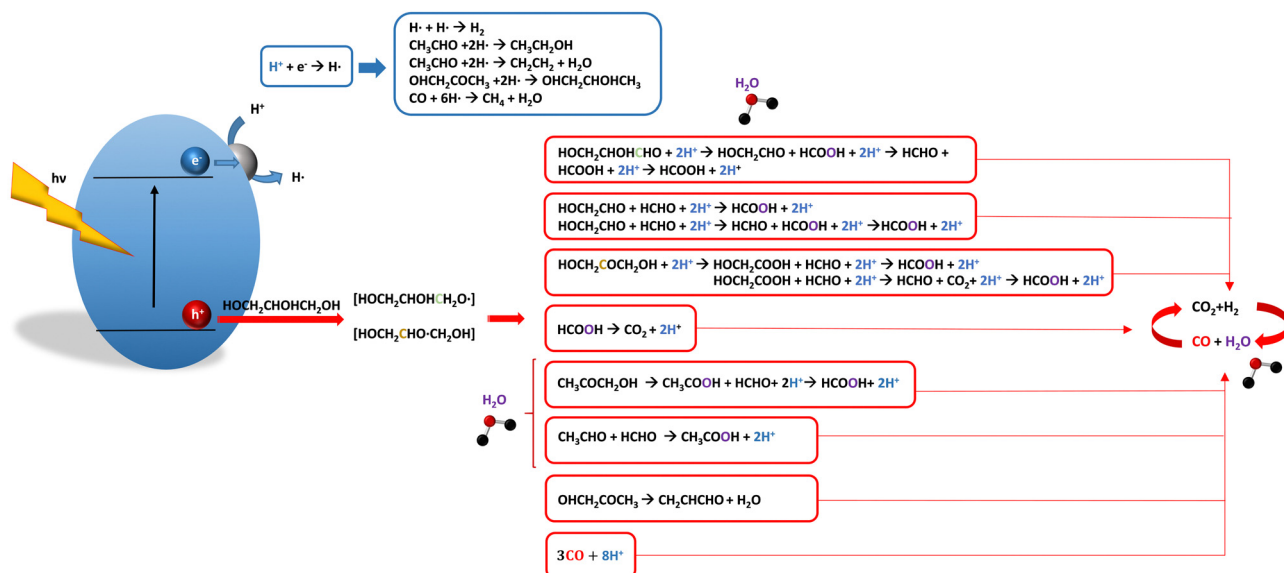 H⁺ + e⁻ → H·
H· + H· → H₂
CH₃CHO +2H· → CH₃CH₂OH
CH₃CHO +2H· → CH₂CH₂ + H₂O
OHCH₂COCH₃ +2H· → OHCH₂CHOHCH₃
CO + 6H· → CH₄ + H₂O
H⁺
e⁻
H·
hν
h⁺
HOCH₂CHOHCH₂OH
[HOCH₂CHOHCH₂O·]
[HOCH₂CHO·CH₂OH]
H₂O
HOCH₂CHOHCHO + 2H⁺ → HOCH₂CHO + HCOOH + 2H⁺ → HCHO +
HCOOH + 2H⁺ → HCOOH + 2H⁺
HOCH₂CHO + HCHO + 2H⁺ → HCOOH + 2H⁺
HOCH₂CHO + HCHO + 2H⁺ → HCHO + HCOOH + 2H⁺ →HCOOH + 2H⁺
HOCH₂COCH₂OH + 2H⁺ → HOCH₂COOH + HCHO + 2H⁺ → HCOOH + 2H⁺
HOCH₂COOH + HCHO + 2H⁺ → HCHO + CO₂+ 2H⁺ → HCOOH + 2H⁺
HCOOH → CO₂ + 2H⁺
H₂O
CH₃COCH₂OH → CH₃COOH + HCHO+ 2H⁺→ HCOOH+ 2H⁺
CH₃CHO + HCHO → CH₃COOH + 2H⁺
OHCH₂COCH₃→ CH₂CHCHO + H₂O
3CO + 8H⁺
CO₂+H₂
CO + H₂O